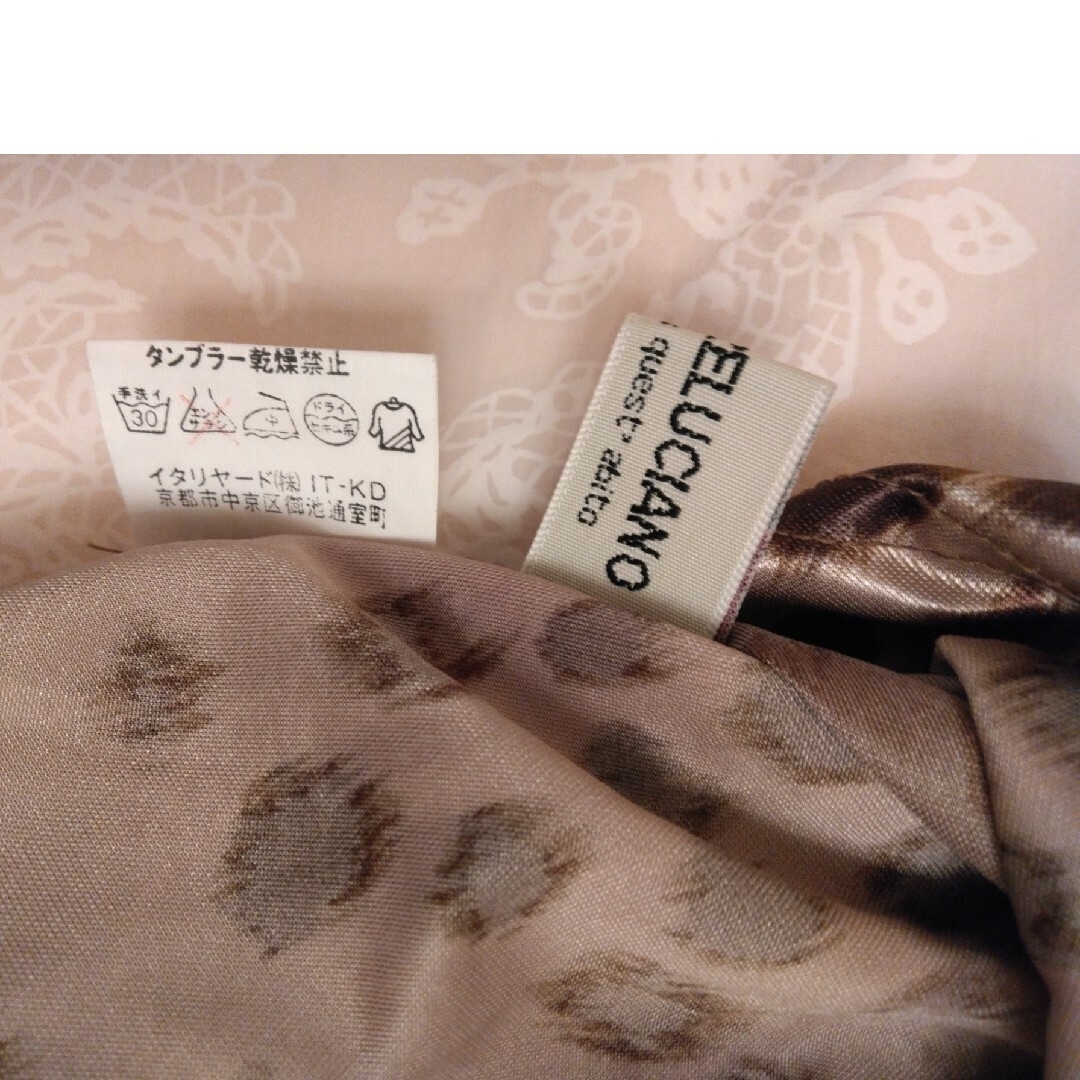 タンブラー乾燥禁止
手洗イ
30
エンソ
サラシ
中
ドライ
セキユ系
イタリヤード㈱ IT-KD
京都市中京区御池通室町
ELUCIANO
quest•abito